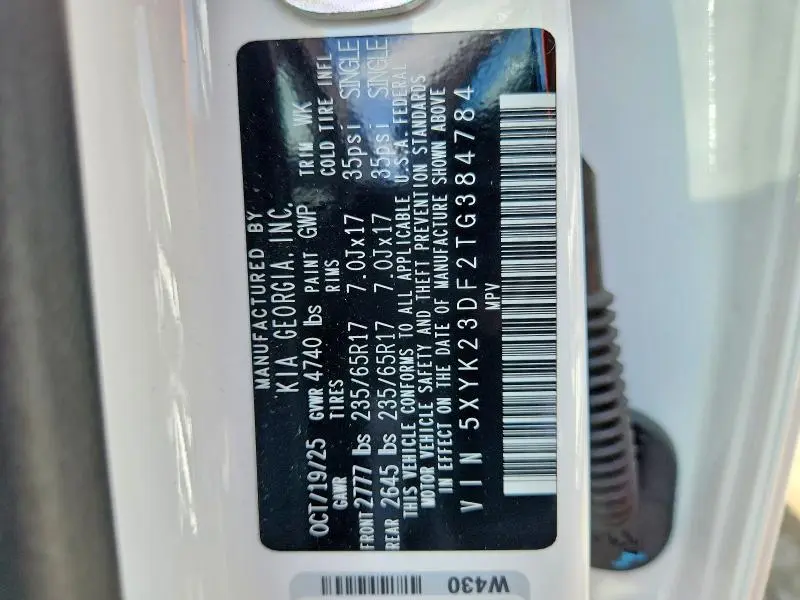 MANUFACTURED BY
KIA GEORGIA, INC.
OCT/19/25 GVWR 4740 lbs PAINT GWP TRIM WK
GAWR TIRES RIMS COLD TIRE INFL
FRONT 2777 lbs 235/65R17 7.0Jx17 35psi SINGLE
REAR 2645 lbs 235/65R17 7.0Jx17 35psi SINGLE
THIS VEHICLE CONFORMS TO ALL APPLICABLE U.S.A. FEDERAL
MOTOR VEHICLE SAFETY AND THEFT PREVENTION STANDARDS
IN EFFECT ON THE DATE OF MANUFACTURE SHOWN ABOVE
VIN 5XYK23DF2TG384784
MPV
W430